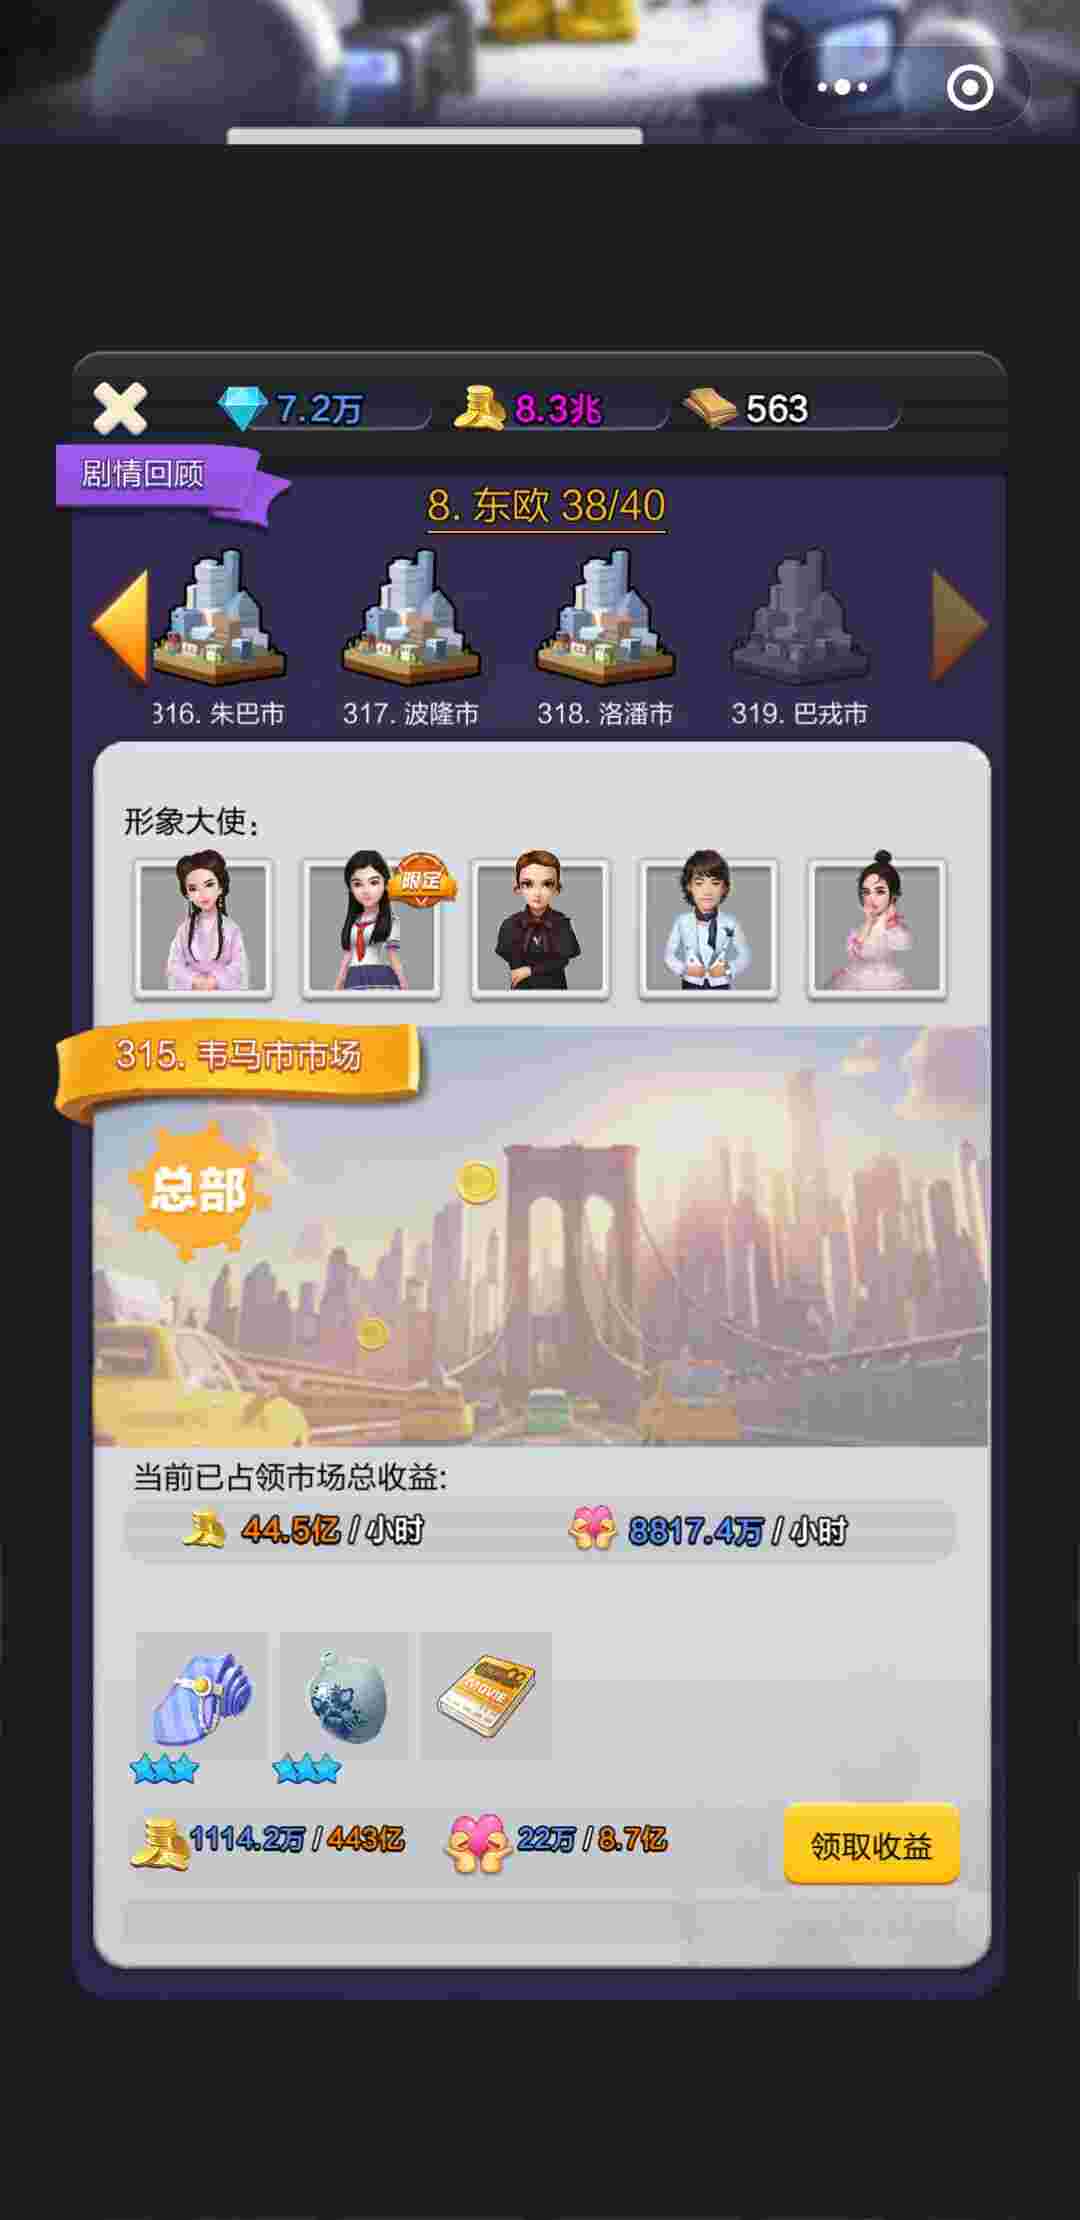 7.2万 8.3兆 563
剧情回顾
8. 东欧 38/40
316. 朱巴市 317. 波隆市 318. 洛潘市 319. 巴戎市
形象大使：
限定
315. 韦马市市场
总部
当前已占领市场总收益:
44.5亿 / 小时 8817.4万 / 小时
MOVIE
1114.2万 / 443亿 22万 / 8.7亿
领取收益